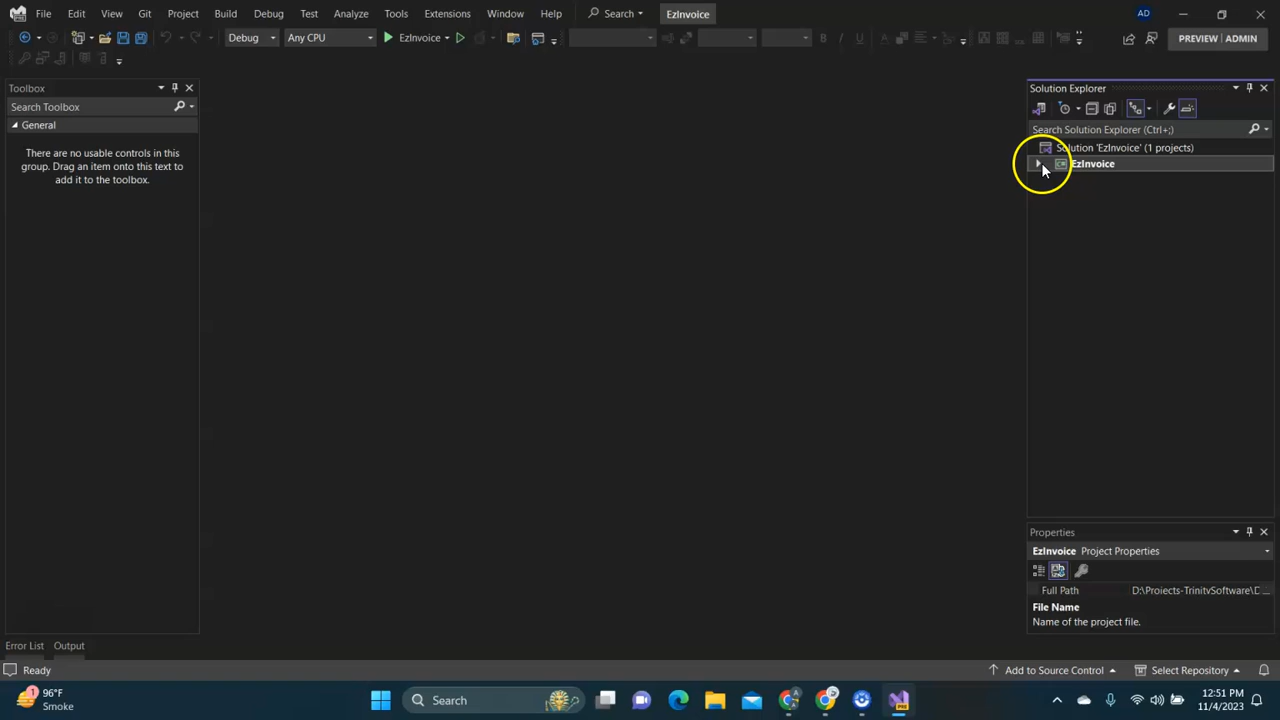 File Edit View Git Project Build Debug Test Analyze Tools Extensions Window Help Search EzInvoice AD
Debug Any CPU EzInvoice PREVIEW | ADMIN
Toolbox
Search Toolbox
General
There are no usable controls in this
group. Drag an item onto this text to
add it to the toolbox.
Solution Explorer
Search Solution Explorer (Ctrl+;)
Solution 'EzInvoice' (1 projects)
EzInvoice
Properties
EzInvoice Project Properties
Full Path D:\Projects-TrinitySoftware\D ...
File Name
Name of the project file.
Error List Output
Ready Add to Source Control Select Repository
1 96°F
Smoke
Search
PRE
12:51 PM
11/4/2023